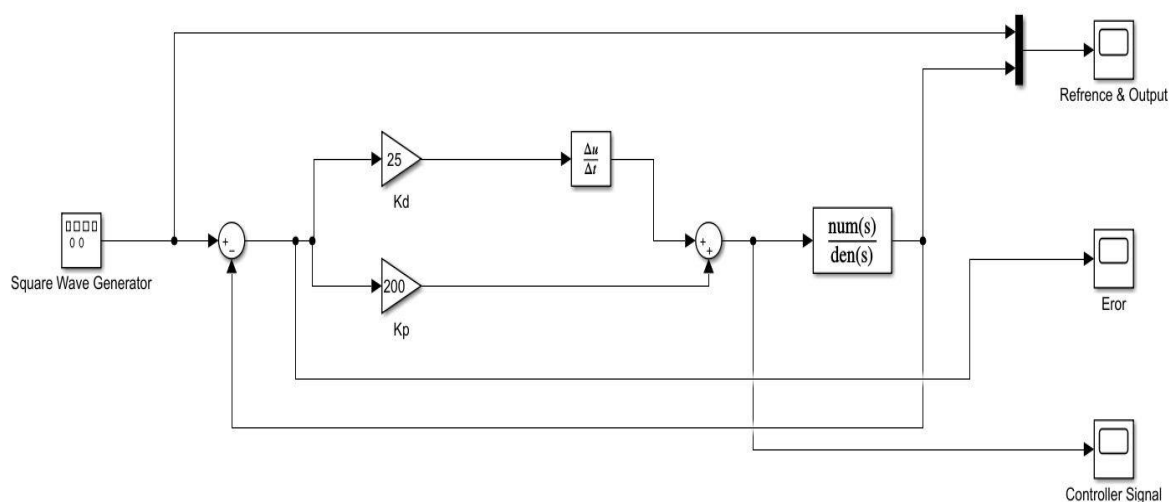 Refrence & Output
25
Δu
Δt
Kd
+
−
Square Wave Generator
200
Kp
+
+
num(s)
den(s)
Eror
Controller Signal